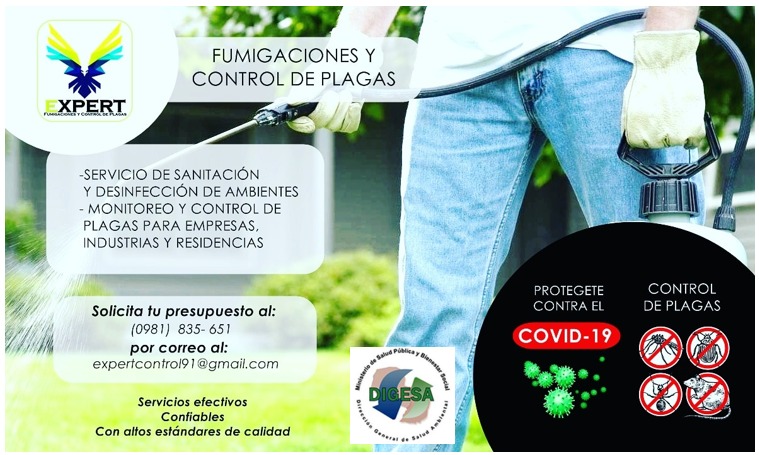 EXPERT
FUMIGACIONES Y CONTROL DE PLAGAS
FUMIGACIONES Y
CONTROL DE PLAGAS
-SERVICIO DE SANITACIÓN
Y DESINFECCIÓN DE AMBIENTES
- MONITOREO Y CONTROL DE
PLAGAS PARA EMPRESAS,
INDUSTRIAS Y RESIDENCIAS
Solicita tu presupuesto al:
(0981) 835- 651
por correo al:
expertcontrol91@gmail.com
Servicios efectivos
Confiables
Con altos estándares de calidad
Ministerio de Salud Pública y Bienestar Social
DIGESA
Dirección General de Salud Ambiental
PROTEGETE
CONTRA EL
COVID-19
CONTROL
DE PLAGAS